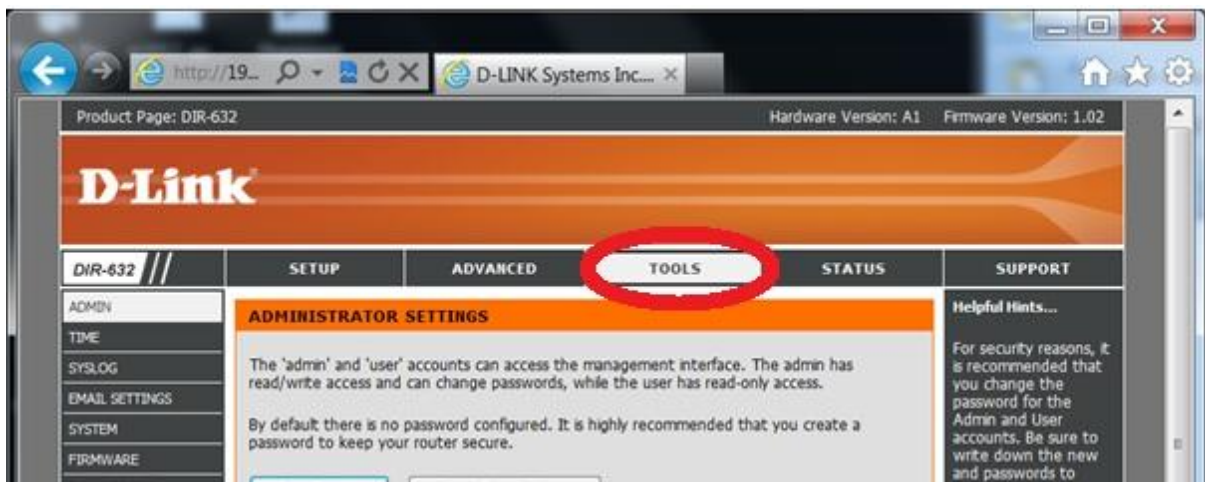 http://19...
D-LINK Systems Inc....
Product Page: DIR-632
Hardware Version: A1
Firmware Version: 1.02
D-Link
DIR-632
SETUP
ADVANCED
TOOLS
STATUS
SUPPORT
ADMIN
TIME
SYSLOG
EMAIL SETTINGS
SYSTEM
FIRMWARE
ADMINISTRATOR SETTINGS
The 'admin' and 'user' accounts can access the management interface. The admin has
read/write access and can change passwords, while the user has read-only access.
By default there is no password configured. It is highly recommended that you create a
password to keep your router secure.
Helpful Hints...
For security reasons, it
is recommended that
you change the
password for the
Admin and User
accounts. Be sure to
write down the new
and passwords to